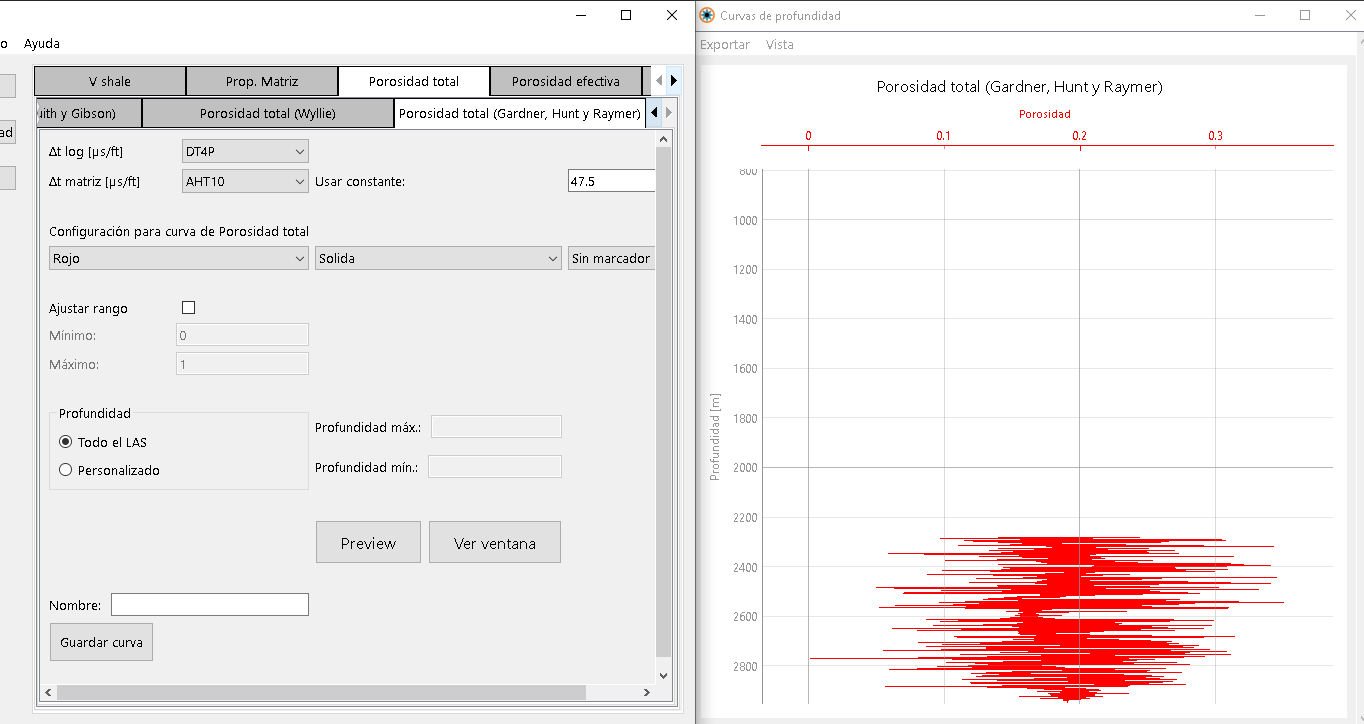 o Ayuda
V shale
Prop. Matriz
Porosidad total
Porosidad efectiva
uith y Gibson)
Porosidad total (Wyllie)
Porosidad total (Gardner, Hunt y Raymer)
ad
Δt log [µs/ft]
DT4P
Δt matriz [µs/ft]
AHT10
Usar constante:
47.5
Configuración para curva de Porosidad total
Rojo
Solida
Sin marcador
Ajustar rango
Mínimo:
0
Máximo:
1
Profundidad
Todo el LAS
Personalizado
Profundidad máx.:
Profundidad mín.:
Preview
Ver ventana
Nombre:
Guardar curva
Curvas de profundidad
Exportar Vista
Porosidad total (Gardner, Hunt y Raymer)
Porosidad
0 0.1 0.2 0.3
800
1000
1200
1400
1600
1800
2000
2200
2400
2600
2800
Profundidad [m]